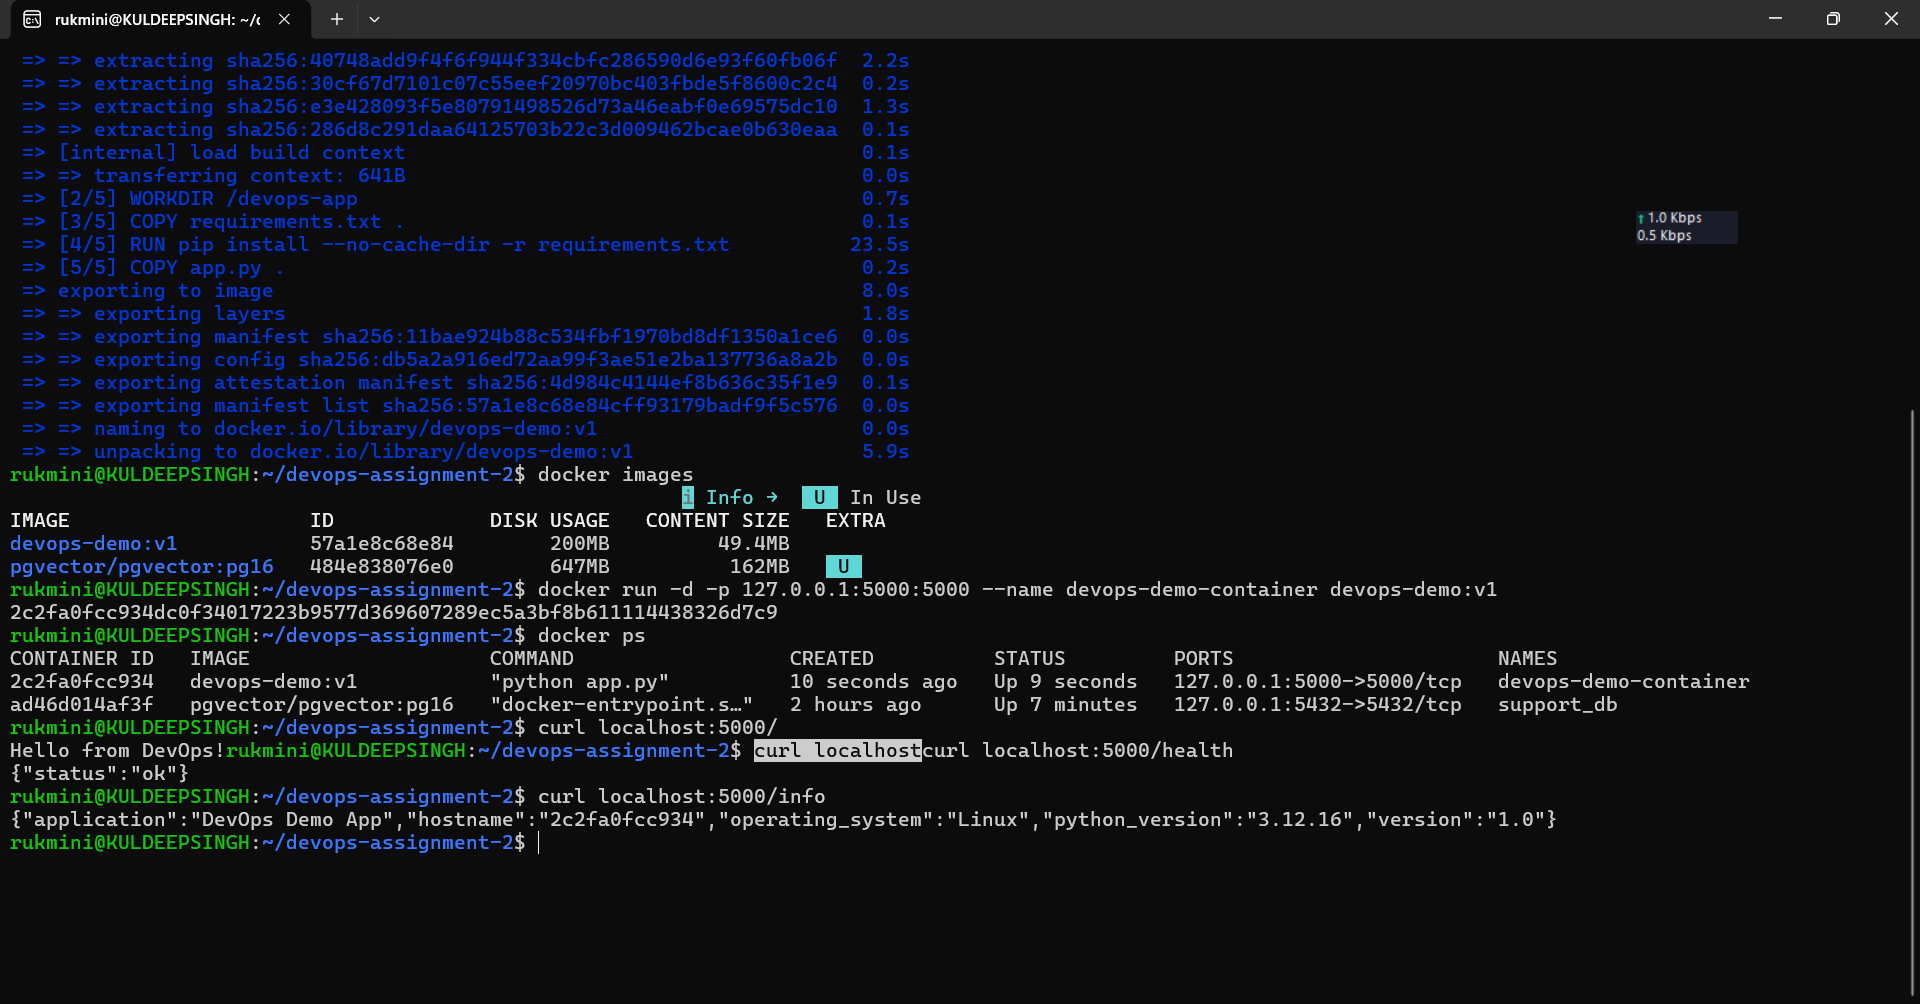 rukmini@KULDEEPSINGH: ~/c
=> => extracting sha256:40748add9f4f6f944f334cbfc286590d6e93f60fb06f 2.2s
=> => extracting sha256:30cf67d7101c07c55eef20970bc403fbde5f8600c2c4 0.2s
=> => extracting sha256:e3e428093f5e80791498526d73a46eabf0e69575dc10 1.3s
=> => extracting sha256:286d8c291daa64125703b22c3d009462bcae0b630eaa 0.1s
=> [internal] load build context 0.1s
=> => transferring context: 641B 0.0s
=> [2/5] WORKDIR /devops-app 0.7s
=> [3/5] COPY requirements.txt . 0.1s
=> [4/5] RUN pip install --no-cache-dir -r requirements.txt 23.5s
=> [5/5] COPY app.py . 0.2s
=> exporting to image 8.0s
=> => exporting layers 1.8s
=> => exporting manifest sha256:11bae924b88c534fbf1970bd8df1350a1ce6 0.0s
=> => exporting config sha256:db5a2a916ed72aa99f3ae51e2ba137736a8a2b 0.0s
=> => exporting attestation manifest sha256:4d984c4144ef8b636c35f1e9 0.1s
=> => exporting manifest list sha256:57a1e8c68e84cff93179badf9f5c576 0.0s
=> => naming to docker.io/library/devops-demo:v1 0.0s
=> => unpacking to docker.io/library/devops-demo:v1 5.9s
↑ 1.0 Kbps
0.5 Kbps
rukmini@KULDEEPSINGH:~/devops-assignment-2$ docker images
i Info → U In Use
IMAGE ID DISK USAGE CONTENT SIZE EXTRA
devops-demo:v1 57a1e8c68e84 200MB 49.4MB
pgvector/pgvector:pg16 484e838076e0 647MB 162MB U
rukmini@KULDEEPSINGH:~/devops-assignment-2$ docker run -d -p 127.0.0.1:5000:5000 --name devops-demo-container devops-demo:v1
2c2fa0fcc934dc0f34017223b9577d369607289ec5a3bf8b611114438326d7c9
rukmini@KULDEEPSINGH:~/devops-assignment-2$ docker ps
CONTAINER ID IMAGE COMMAND CREATED STATUS PORTS NAMES
2c2fa0fcc934 devops-demo:v1 "python app.py" 10 seconds ago Up 9 seconds 127.0.0.1:5000->5000/tcp devops-demo-container
ad46d014af3f pgvector/pgvector:pg16 "docker-entrypoint.s…" 2 hours ago Up 7 minutes 127.0.0.1:5432->5432/tcp support_db
rukmini@KULDEEPSINGH:~/devops-assignment-2$ curl localhost:5000/
Hello from DevOps!rukmini@KULDEEPSINGH:~/devops-assignment-2$ curl localhostcurl localhost:5000/health
{"status":"ok"}
rukmini@KULDEEPSINGH:~/devops-assignment-2$ curl localhost:5000/info
{"application":"DevOps Demo App","hostname":"2c2fa0fcc934","operating_system":"Linux","python_version":"3.12.16","version":"1.0"}
rukmini@KULDEEPSINGH:~/devops-assignment-2$